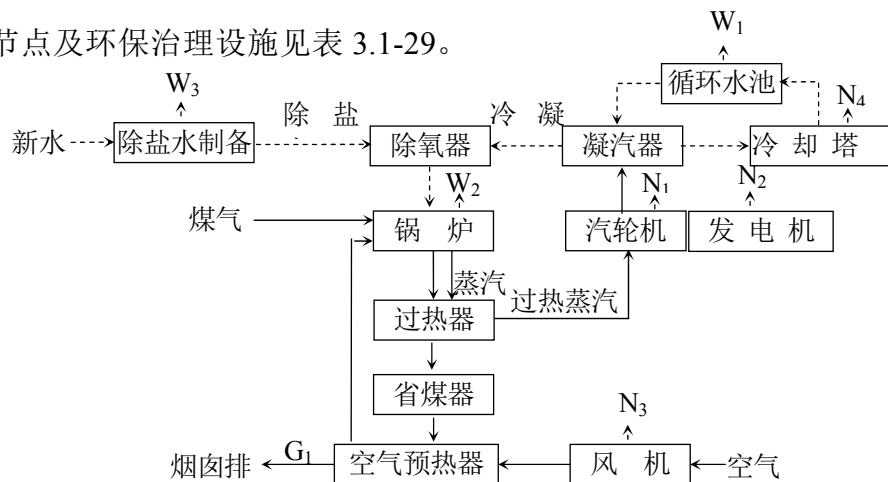 节点及环保治理设施见表 3.1-29。
W₁
W₃
循环水池
N₄
除 盐
冷 凝
新水
除盐水制备
除氧器
凝汽器
冷 却 塔
W₂
N₁
N₂
煤气
锅 炉
汽轮机
发 电 机
蒸汽
过热蒸汽
过热器
省煤器
N₃
G₁
烟囱排
空气预热器
风 机
空气